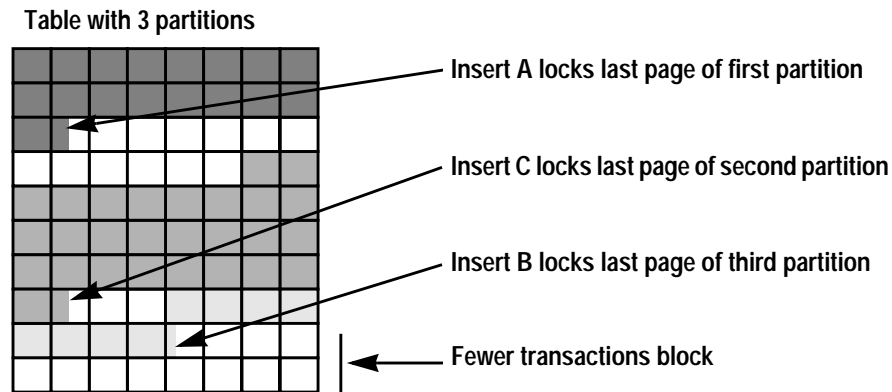 Table with 3 partitions
Insert A locks last page of first partition
Insert C locks last page of second partition
Insert B locks last page of third partition
Fewer transactions block